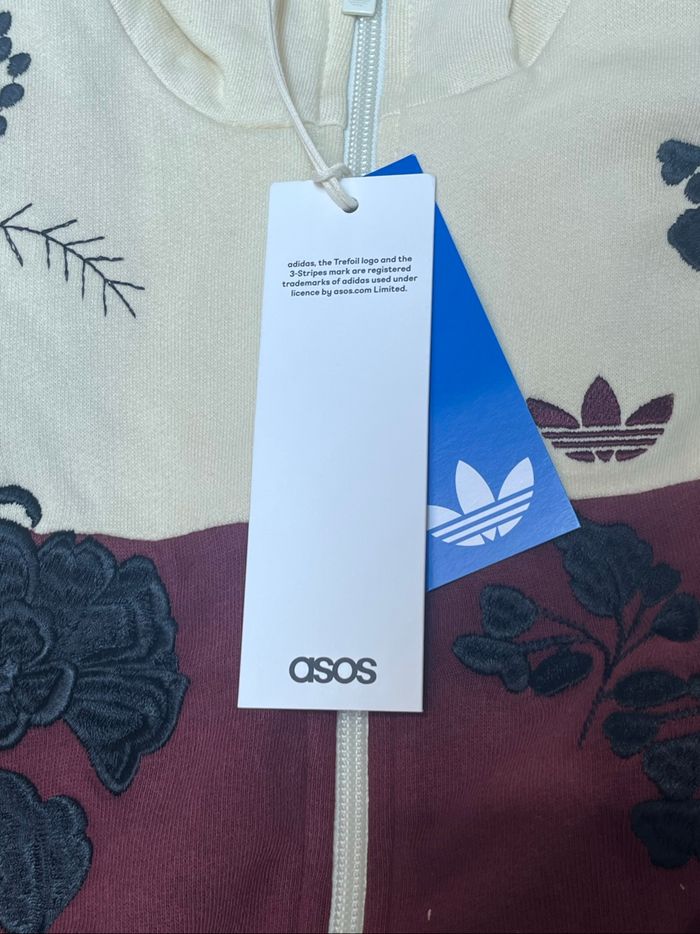 adidas, the Trefoil logo and the
3-Stripes mark are registered
trademarks of adidas used under
licence by asos.com Limited.
asos